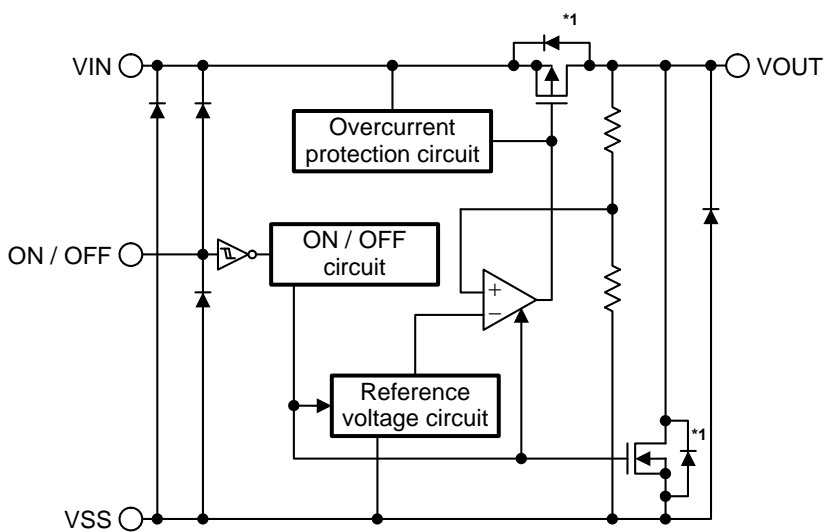 *1
VIN
VOUT
Overcurrent
protection circuit
ON / OFF
ON / OFF
circuit
+
−
Reference
voltage circuit
*1
VSS